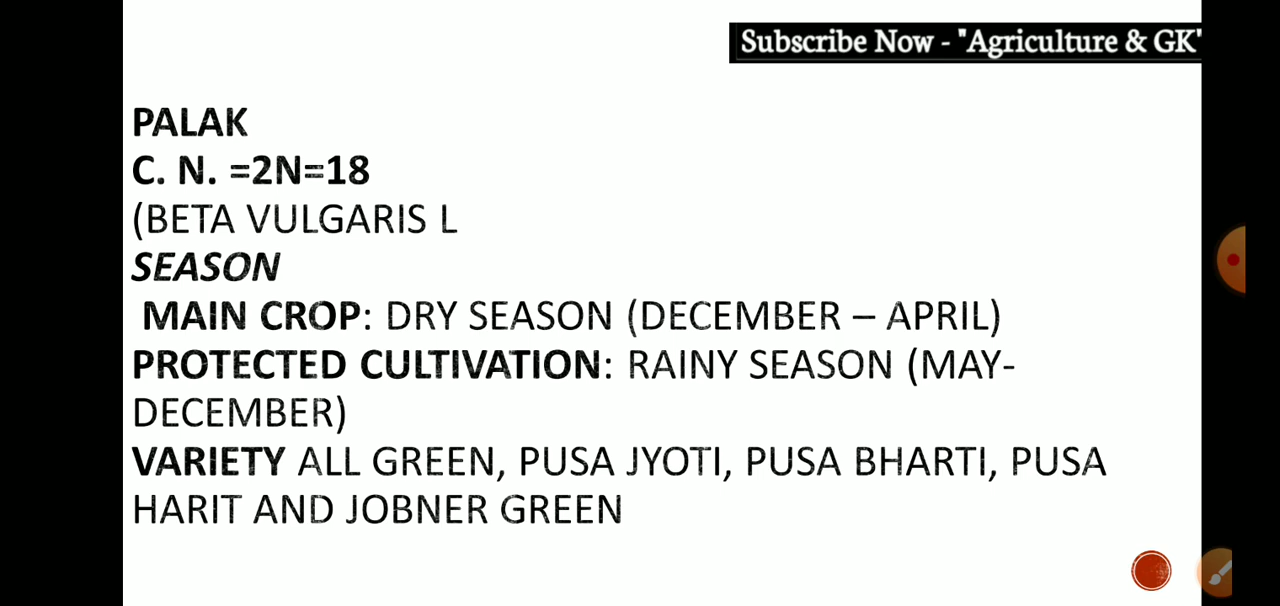 Subscribe Now - "Agriculture & GK"
PALAK
C. N. =2N=18
(BETA VULGARIS L
SEASON
MAIN CROP: DRY SEASON (DECEMBER – APRIL)
PROTECTED CULTIVATION: RAINY SEASON (MAY-
DECEMBER)
VARIETY ALL GREEN, PUSA JYOTI, PUSA BHARTI, PUSA
HARIT AND JOBNER GREEN